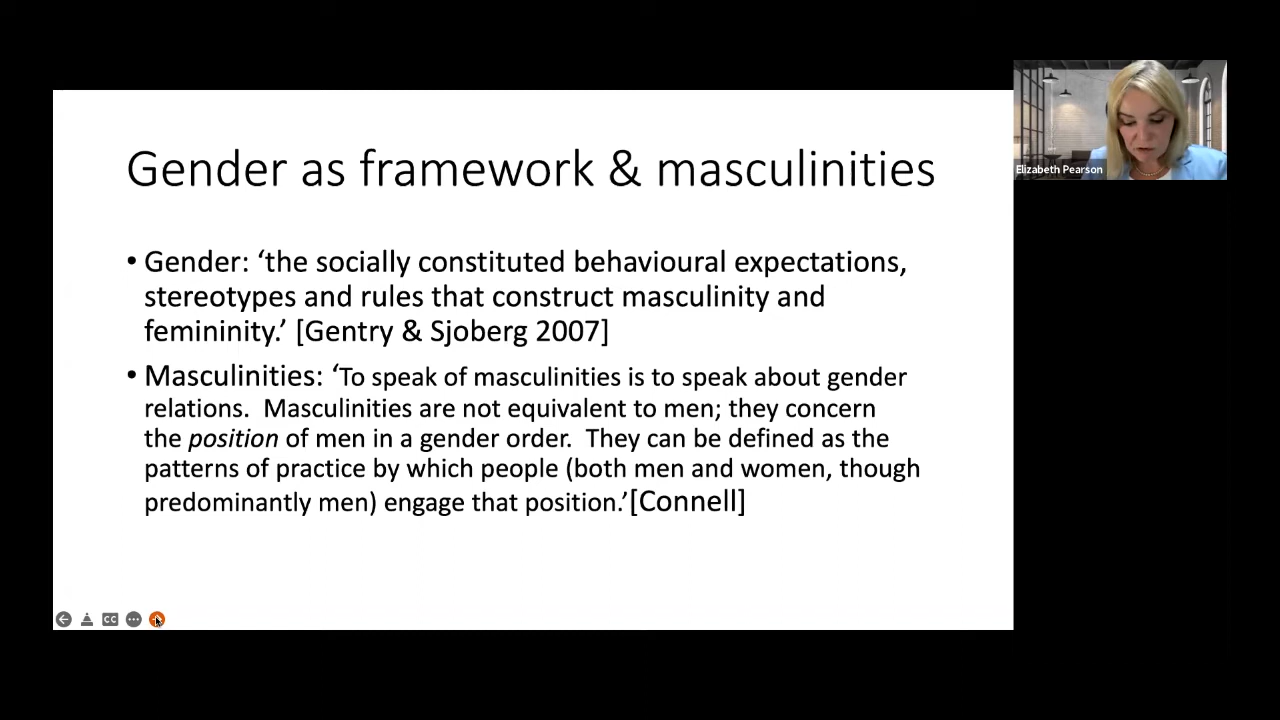 Gender as framework & masculinities
• Gender: ‘the socially constituted behavioural expectations,
stereotypes and rules that construct masculinity and
femininity.’ [Gentry & Sjoberg 2007]
• Masculinities: ‘To speak of masculinities is to speak about gender
relations.  Masculinities are not equivalent to men; they concern
the position of men in a gender order.  They can be defined as the
patterns of practice by which people (both men and women, though
predominantly men) engage that position.’[Connell]
CC
Elizabeth Pearson